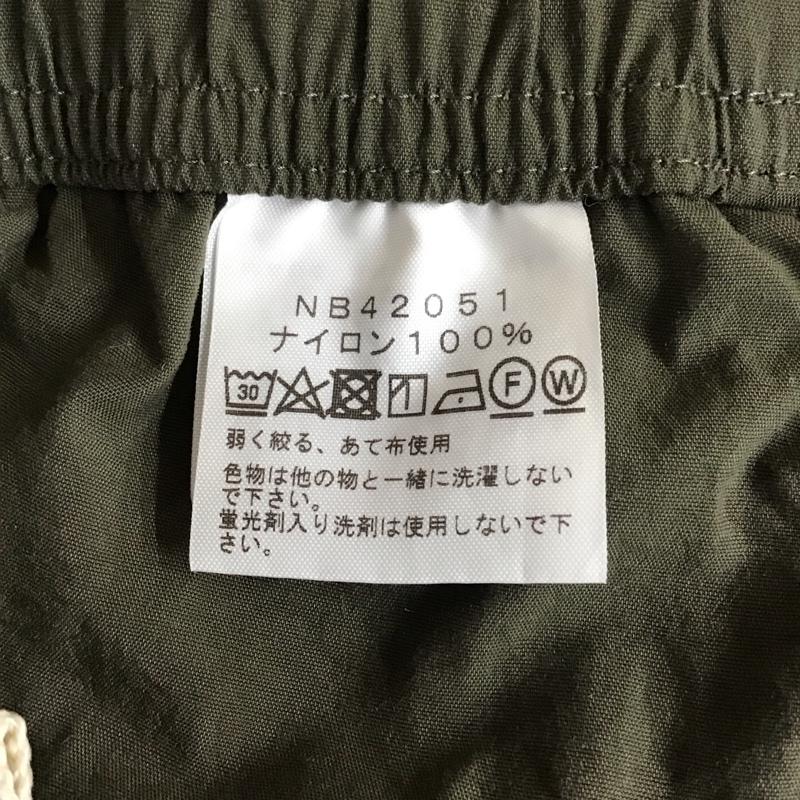 NB42051
ナイロン100%
30 F W
弱く絞る、あて布使用
色物は他の物と一緒に洗濯しない
で下さい。
蛍光剤入り洗剤は使用しないで下
さい。